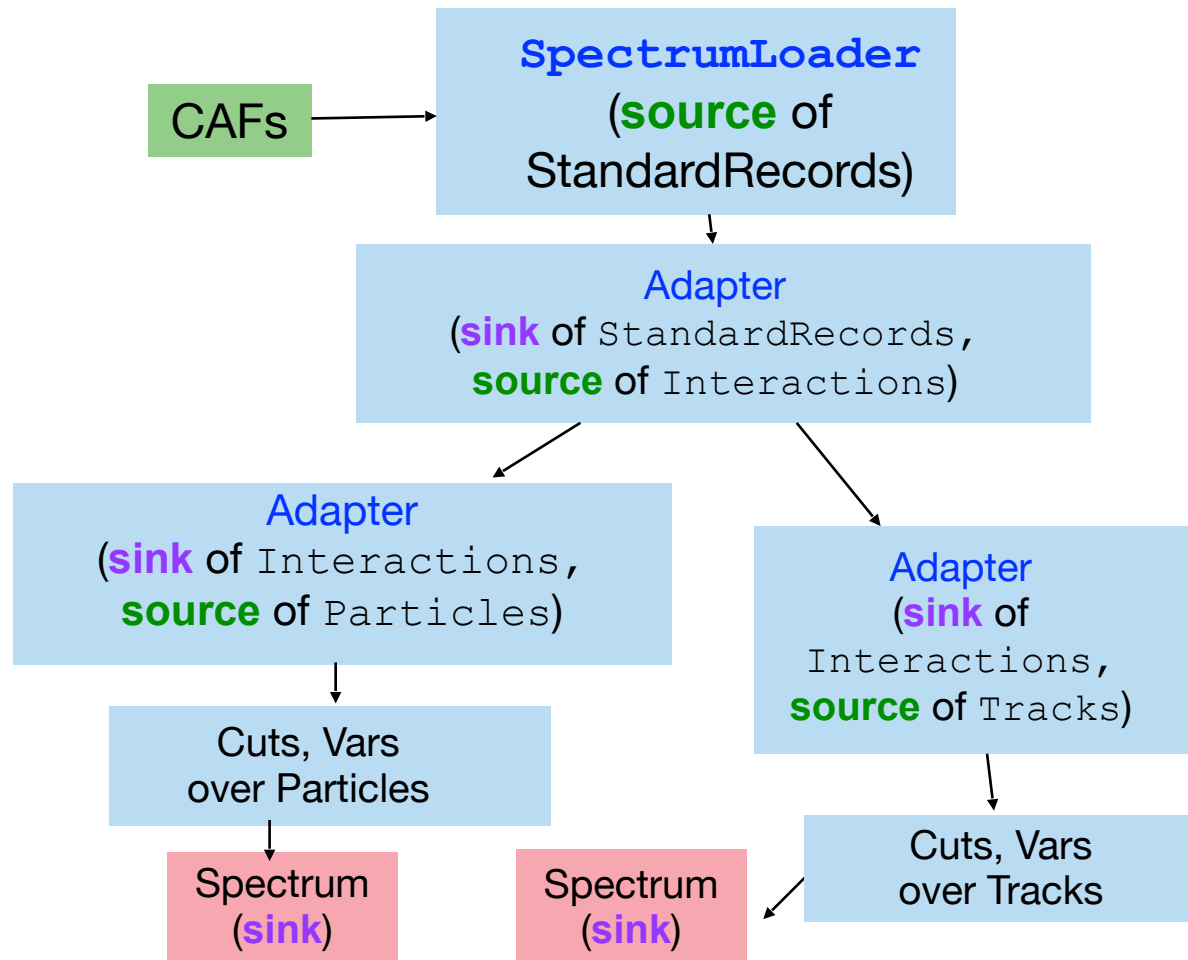 SpectrumLoader
(source of
StandardRecords)
CAFs
Adapter
(sink of StandardRecords,
source of Interactions)
Adapter
(sink of Interactions,
source of Particles)
Adapter
(sink of
Interactions,
source of Tracks)
Cuts, Vars
over Particles
Cuts, Vars
over Tracks
Spectrum
(sink)
Spectrum
(sink)